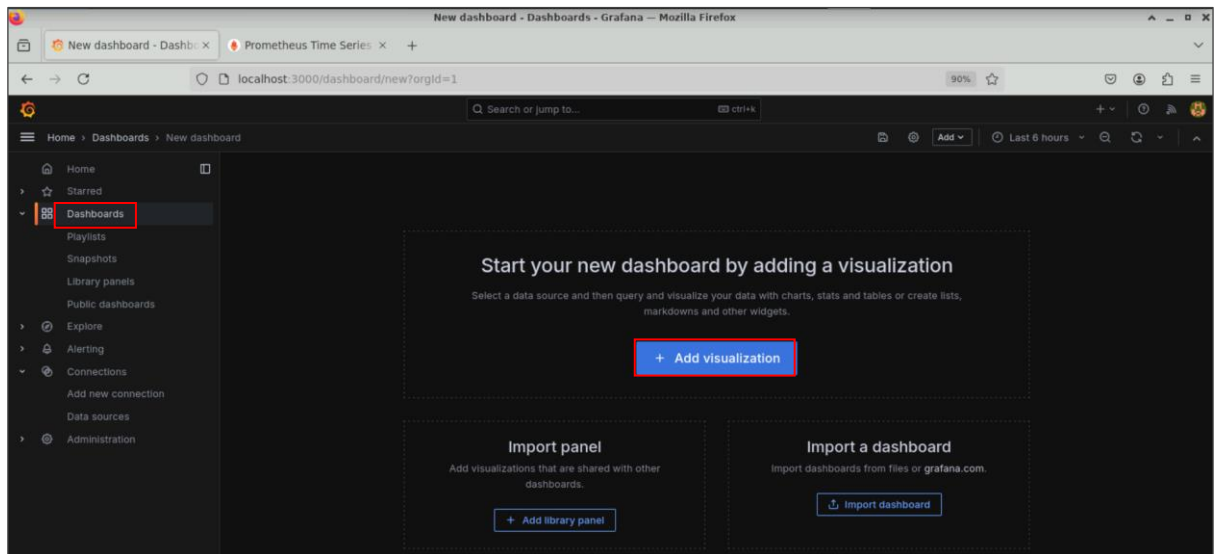 New dashboard - Dashboards - Grafana — Mozilla Firefox
New dashboard - Dashbo
Prometheus Time Series
localhost:3000/dashboard/new?orgId=1
90%
Search or jump to...
ctrl+k
Home › Dashboards › New dashboard
Add
Last 6 hours
Home
Starred
Dashboards
Playlists
Snapshots
Library panels
Public dashboards
Explore
Alerting
Connections
Add new connection
Data sources
Administration
Start your new dashboard by adding a visualization
Select a data source and then query and visualize your data with charts, stats and tables or create lists,
markdowns and other widgets.
+ Add visualization
Import panel
Add visualizations that are shared with other
dashboards.
+ Add library panel
Import a dashboard
Import dashboards from files or grafana.com.
Import dashboard